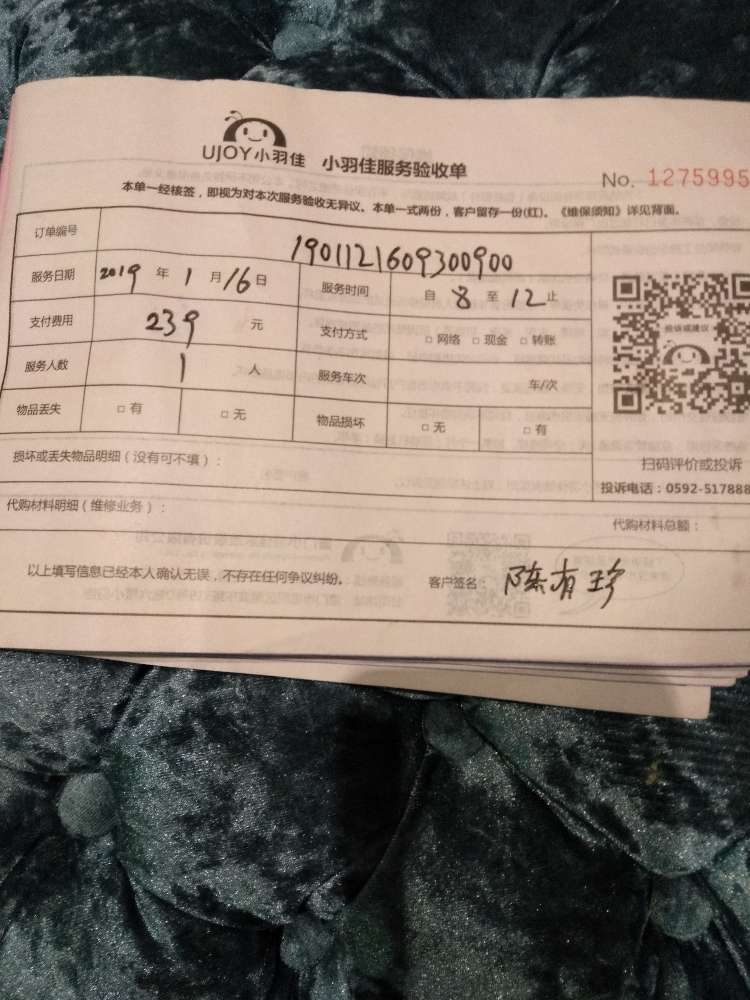 UJOY小羽佳 小羽佳服务验收单
No. 1275995
本单一经核签，即视为对本次服务验收无异议。本单一式两份，客户留存一份(红)。《维保须知》详见背面。
订单编号 1901121609300900
服务日期 2019 年 1 月 16 日 服务时间 自 8 至 12 止
支付费用 239 元 支付方式 □ 网络 □ 现金 □ 转账
服务人数 1 人 服务车次 车/次
物品丢失 □ 有 □ 无 物品损坏 □ 无 □ 有
投诉或建议
扫码评价或投诉
投诉电话：0592-517888
损坏或丢失物品明细（没有可不填）：
代购材料明细（维修业务）：
代购材料总额：
以上填写信息已经本人确认无误，不存在任何争议纠纷。 客户签名： 陈有珍